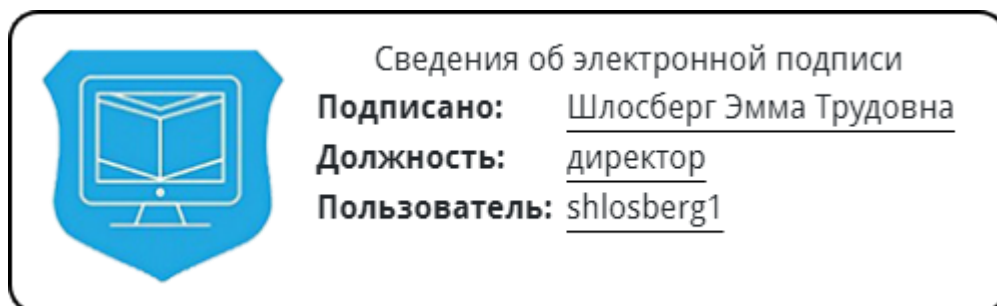 Сведения об электронной подписи
Подписано: Шлосберг Эмма Трудовна
Должность: директор
Пользователь: shlosberg1